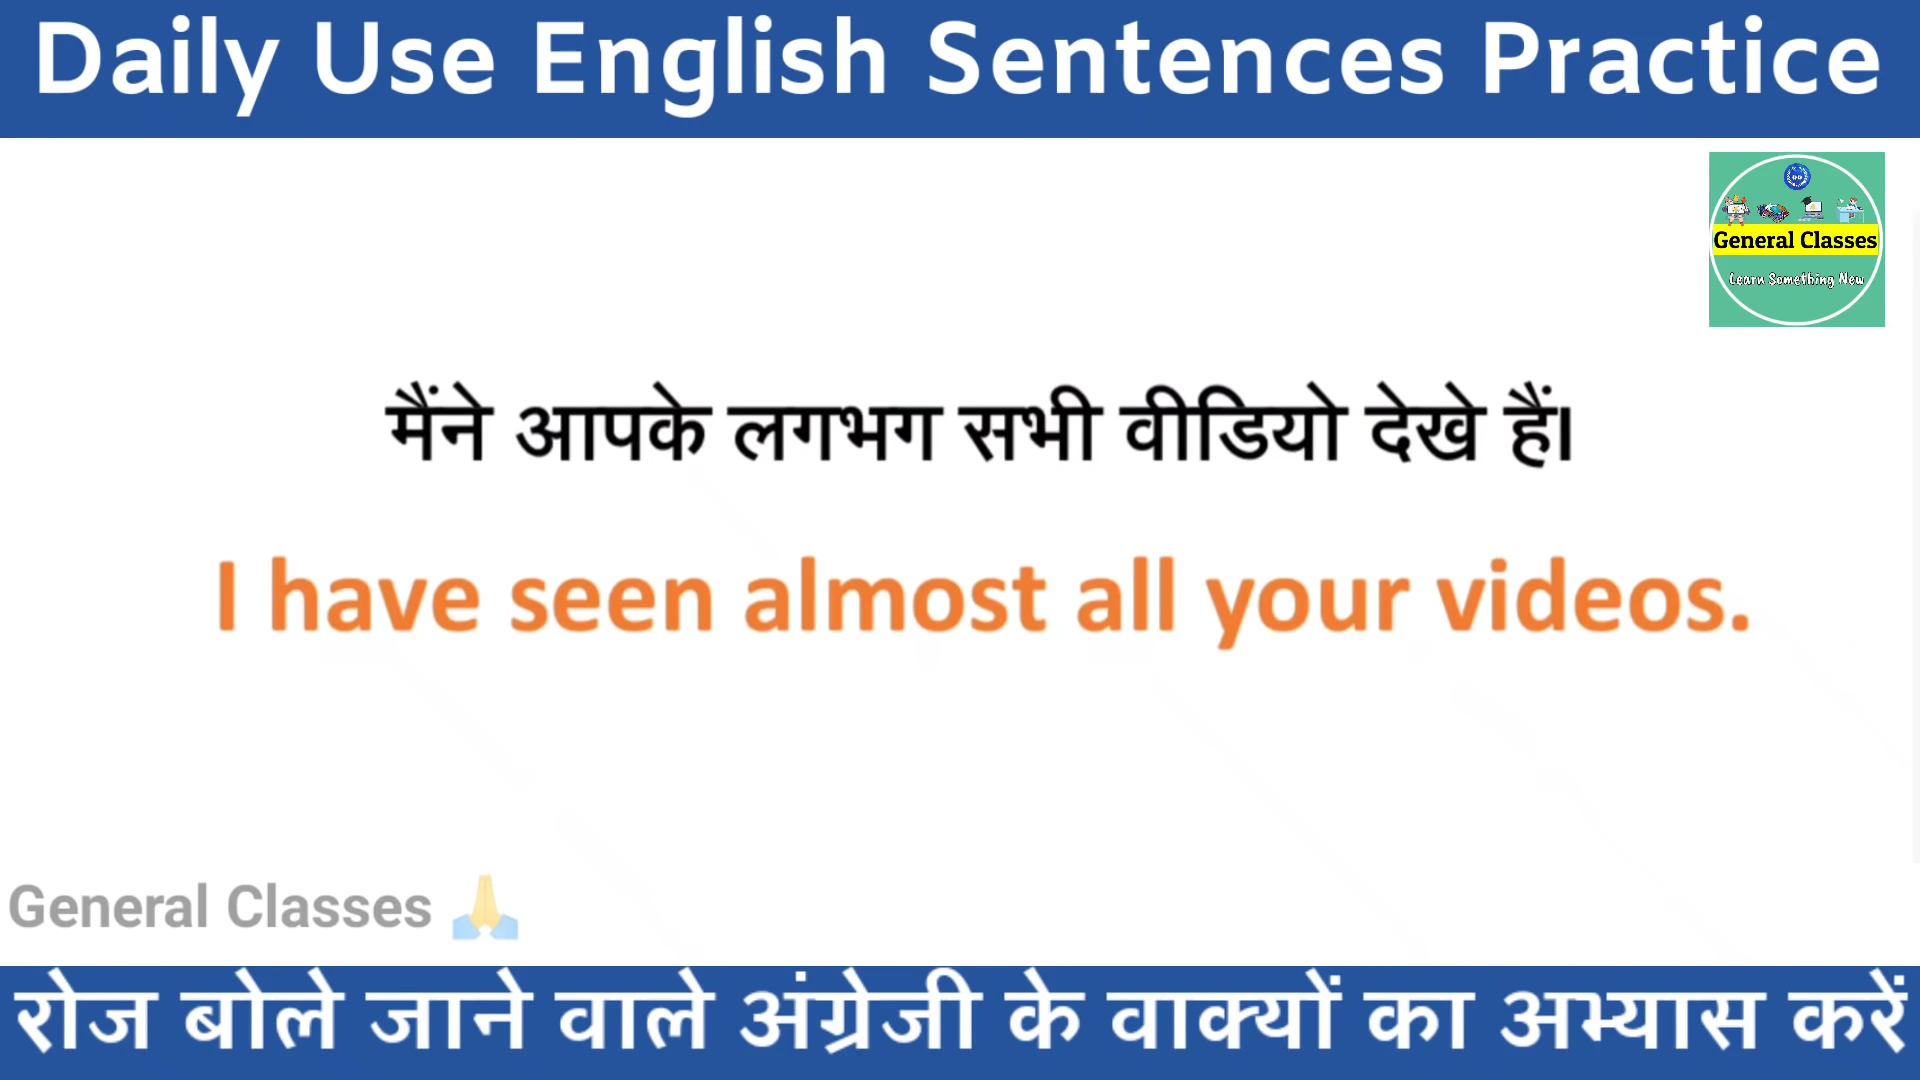 Daily Use English Sentences Practice
General Classes
Learn Something New
मैंने आपके लगभग सभी वीडियो देखे हैं।
I have seen almost all your videos.
General Classes 🙏
रोज बोले जाने वाले अंग्रेजी के वाक्यों का अभ्यास करें